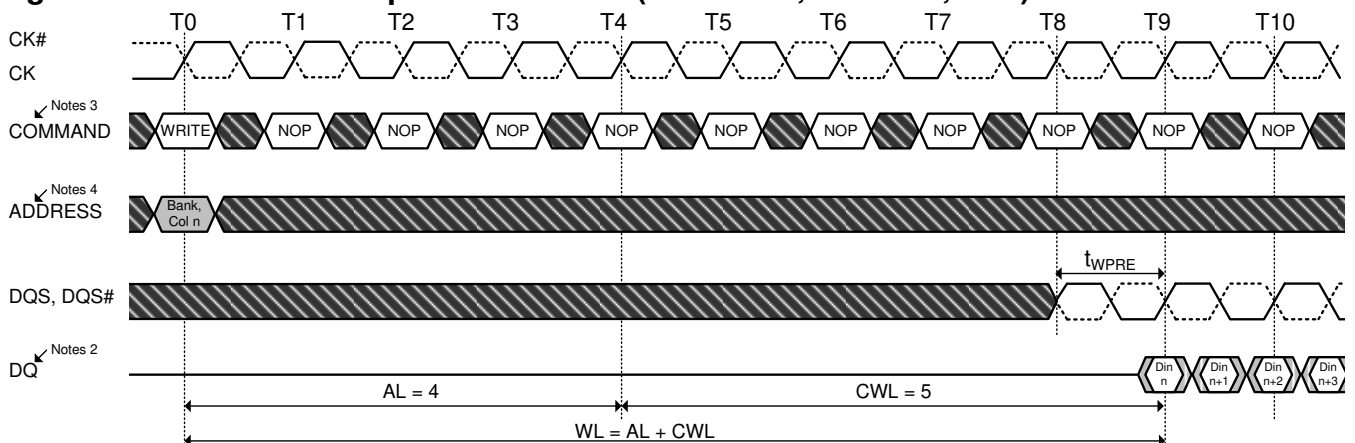 T0 T1 T2 T3 T4 T5 T6 T7 T8 T9 T10
CK#
CK
Notes 3
COMMAND WRITE NOP NOP NOP NOP NOP NOP NOP NOP NOP NOP
Notes 4
ADDRESS
Bank,
Col n
tWPRE
DQS, DQS#
Notes 2
DQ
Din Din Din Din
n n+1 n+2 n+3
AL = 4 CWL = 5
WL = AL + CWL